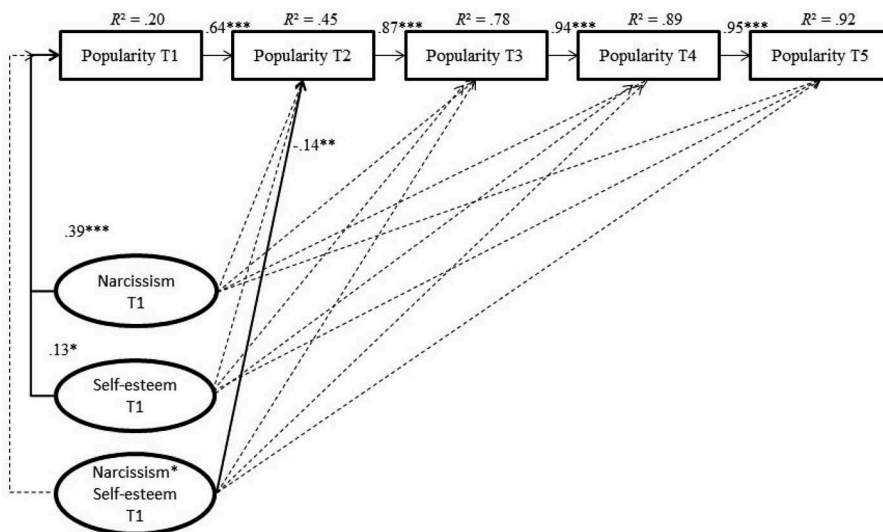 R² = .20
R² = .45
R² = .78
R² = .89
R² = .92
.64***
.87***
.94***
.95***
Popularity T1
Popularity T2
Popularity T3
Popularity T4
Popularity T5
-.14**
.39***
Narcissism
T1
.13*
Self-esteem
T1
Narcissism*
Self-esteem
T1